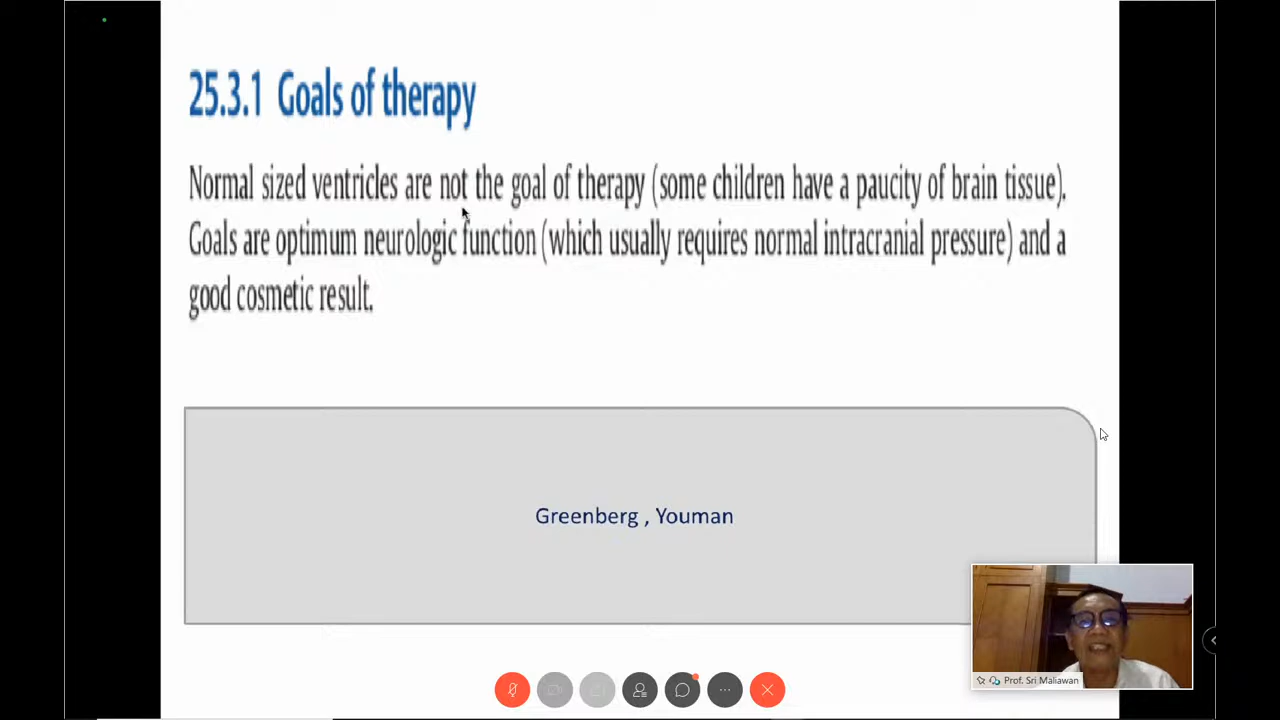 25.3.1 Goals of therapy
Normal sized ventricles are not the goal of therapy (some children have a paucity of brain tissue).
Goals are optimum neurologic function (which usually requires normal intracranial pressure) and a
good cosmetic result.
Greenberg , Youman
Prof. Sri Maliawan